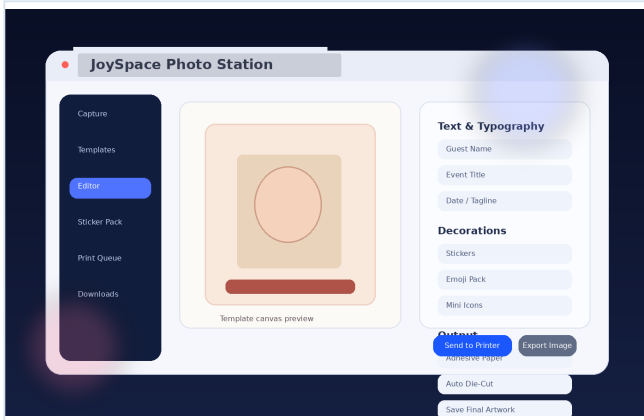 JoySpace Photo Station
Capture
Templates
Editor
Sticker Pack
Print Queue
Downloads
Template canvas preview
Text & Typography
Guest Name
Event Title
Date / Tagline
Decorations
Stickers
Emoji Pack
Mini Icons
Output
Send to Printer
Export Image
Adhesive Paper
Auto Die-Cut
Save Final Artwork